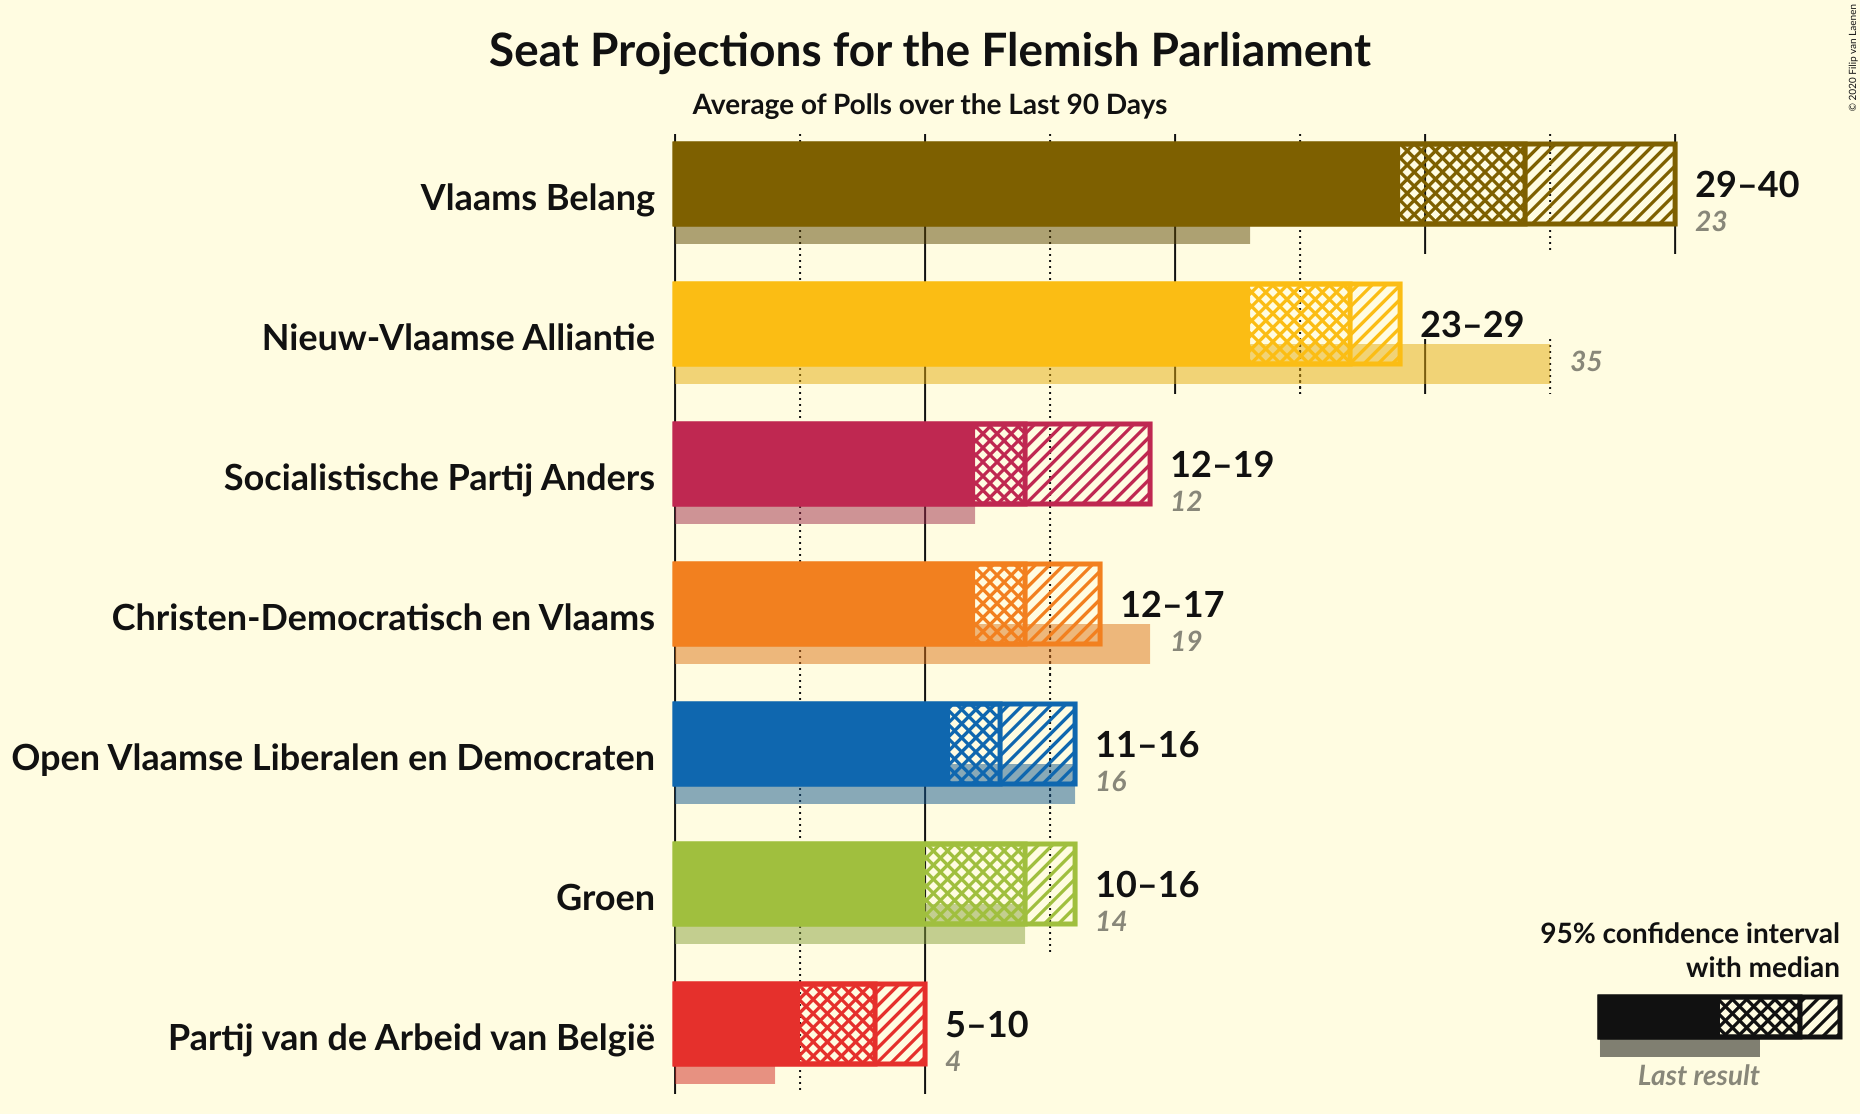 Seat Projections for the Flemish Parliament
Average of Polls over the Last 90 Days
© 2020 Filip van Laenen
Vlaams Belang
29–40
23
Nieuw-Vlaamse Alliantie
23–29
35
Socialistische Partij Anders
12–19
12
Christen-Democratisch en Vlaams
12–17
19
Open Vlaamse Liberalen en Democraten
11–16
16
Groen
10–16
14
Partij van de Arbeid van België
5–10
4
95% confidence interval
with median
Last result